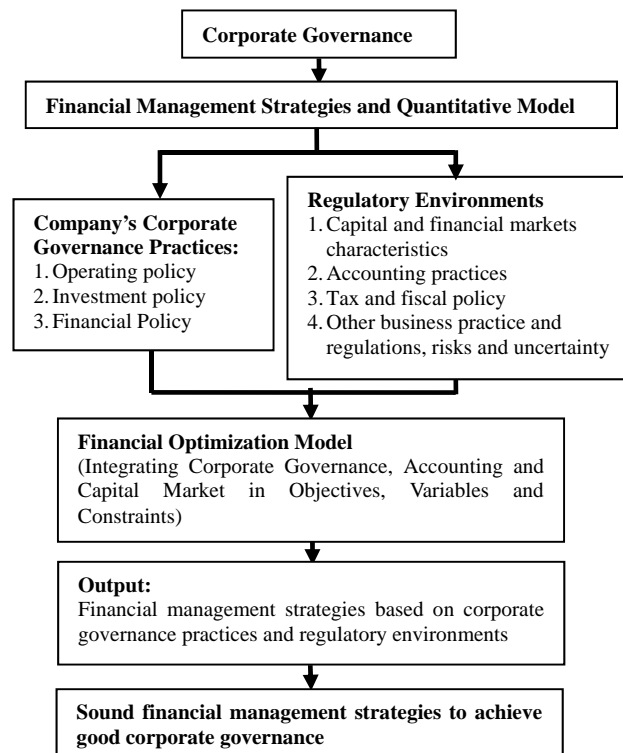 Corporate Governance
Financial Management Strategies and Quantitative Model
Company's Corporate
Governance Practices:
1. Operating policy
2. Investment policy
3. Financial Policy
Regulatory Environments
1. Capital and financial markets
characteristics
2. Accounting practices
3. Tax and fiscal policy
4. Other business practice and
regulations, risks and uncertainty
Financial Optimization Model
(Integrating Corporate Governance, Accounting and
Capital Market in Objectives, Variables and
Constraints)
Output:
Financial management strategies based on corporate
governance practices and regulatory environments
Sound financial management strategies to achieve
good corporate governance